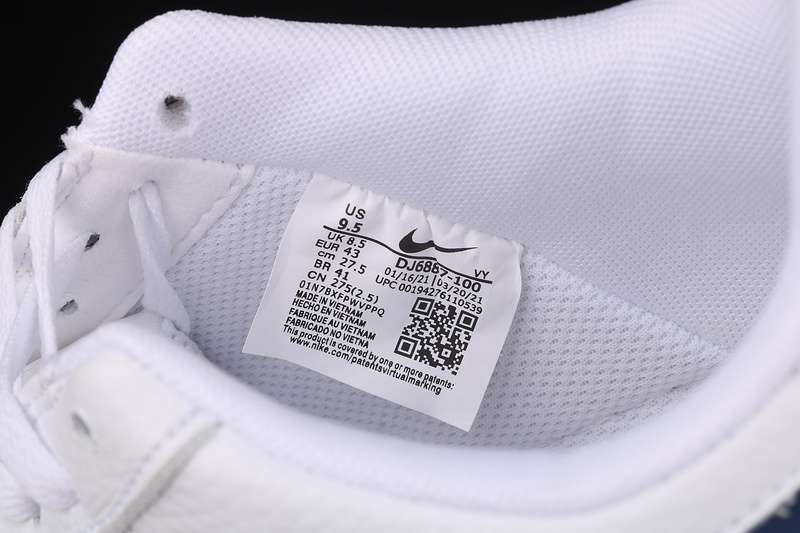 US
9.5
UK 8.5
EUR 43
cm 27.5
BR 41
CN 275(2.5)
01N7BXFPWVPPQ
MADE IN VIETNAM
HECHO EN VIETNAM
FABRIQUE AU VIETNAM
FABRICADO NO VIETNA
This product is covered by one or more patents:
www.nike.com/patentsvirtualmarking
DJ6887-100 VY
01/16/21 03/20/21
UPC 00194276110539